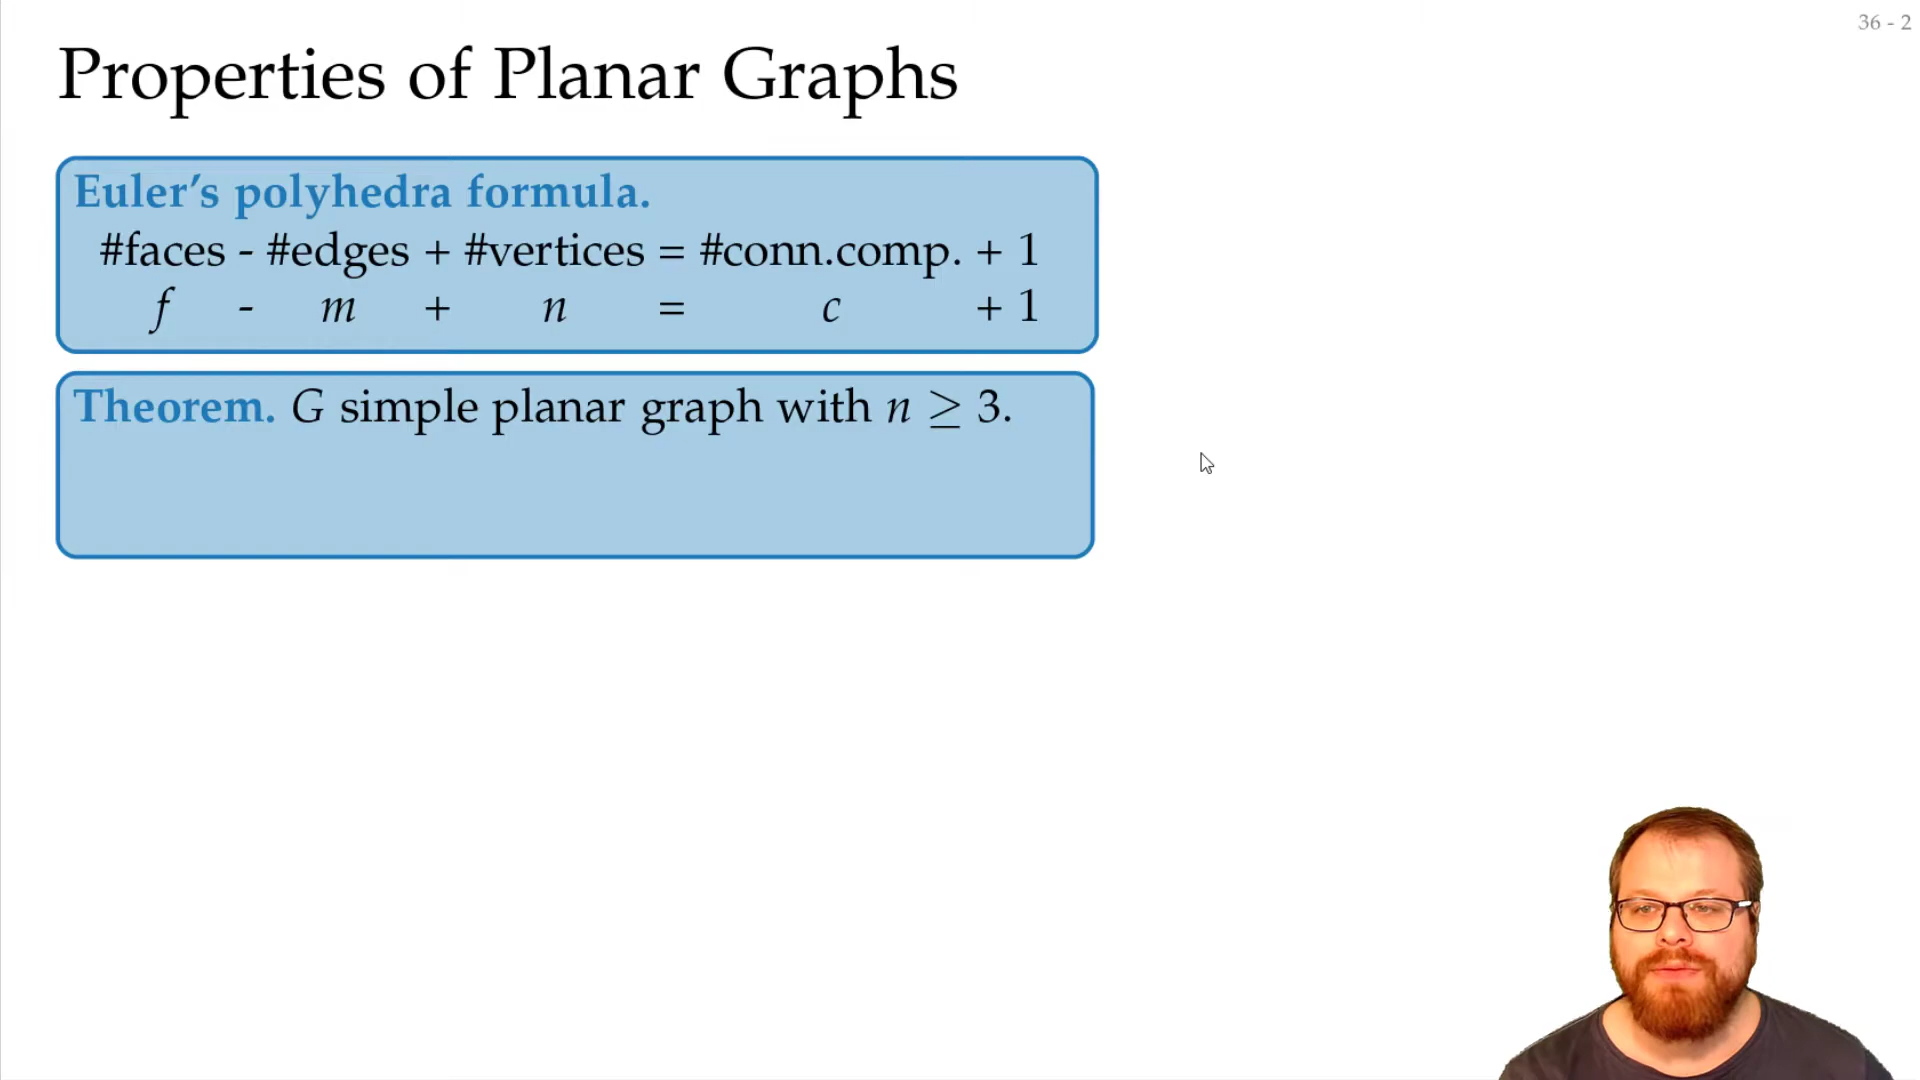 36 - 2
Properties of Planar Graphs
Euler’s polyhedra formula.
#faces - #edges + #vertices = #conn.comp. + 1
f - m + n = c + 1
Theorem. G simple planar graph with n ≥ 3.